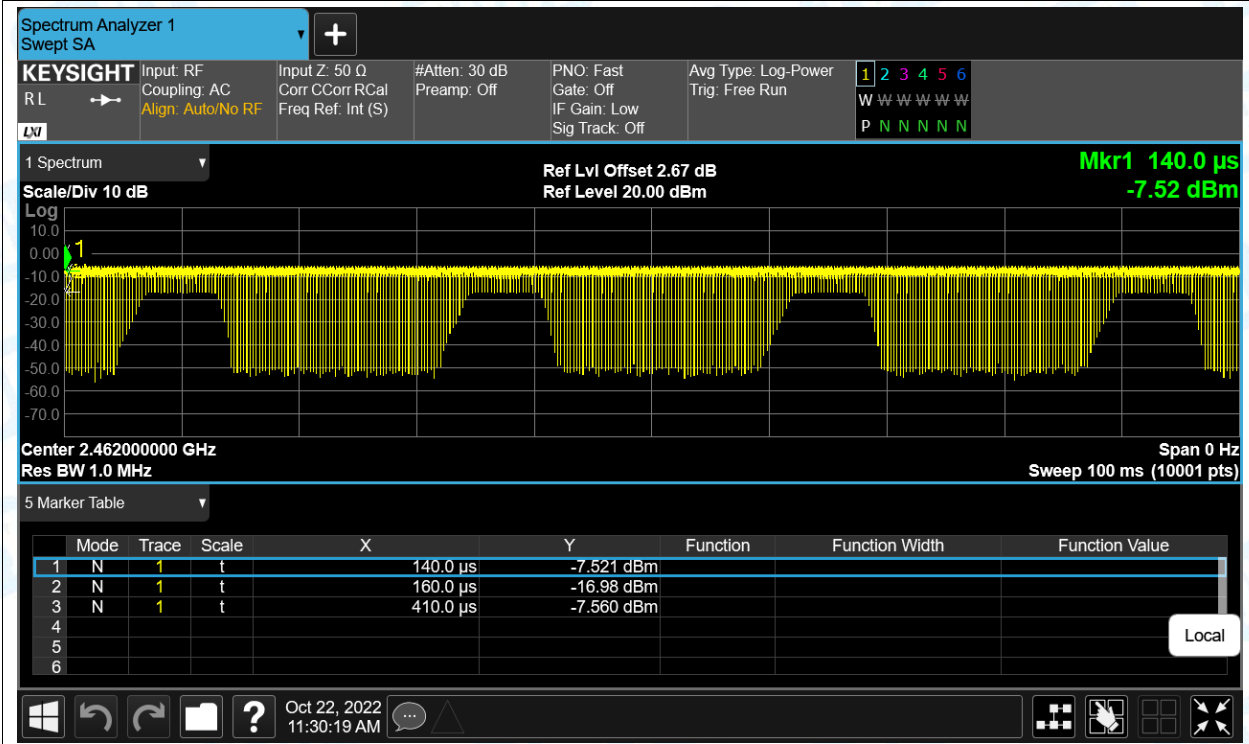 Spectrum Analyzer 1
Swept SA
+
KEYSIGHT
R L
LXI
Input: RF
Coupling: AC
Align: Auto/No RF
Input Z: 50 Ω
Corr CCorr RCal
Freq Ref: Int (S)
#Atten: 30 dB
Preamp: Off
PNO: Fast
Gate: Off
IF Gain: Low
Sig Track: Off
Avg Type: Log-Power
Trig: Free Run
1 2 3 4 5 6
W W W W W W
P N N N N N
1 Spectrum
Scale/Div 10 dB
Ref Lvl Offset 2.67 dB
Ref Level 20.00 dBm
Mkr1 140.0 µs
-7.52 dBm
Log
10.0
0.00
-10.0
-20.0
-30.0
-40.0
-50.0
-60.0
-70.0
1
Center 2.462000000 GHz
Res BW 1.0 MHz
Span 0 Hz
Sweep 100 ms (10001 pts)
5 Marker Table
Mode Trace Scale X Y Function Function Width Function Value
1 N 1 t 140.0 µs -7.521 dBm
2 N 1 t 160.0 µs -16.98 dBm
3 N 1 t 410.0 µs -7.560 dBm
4
5
6
Local
?
Oct 22, 2022
11:30:19 AM